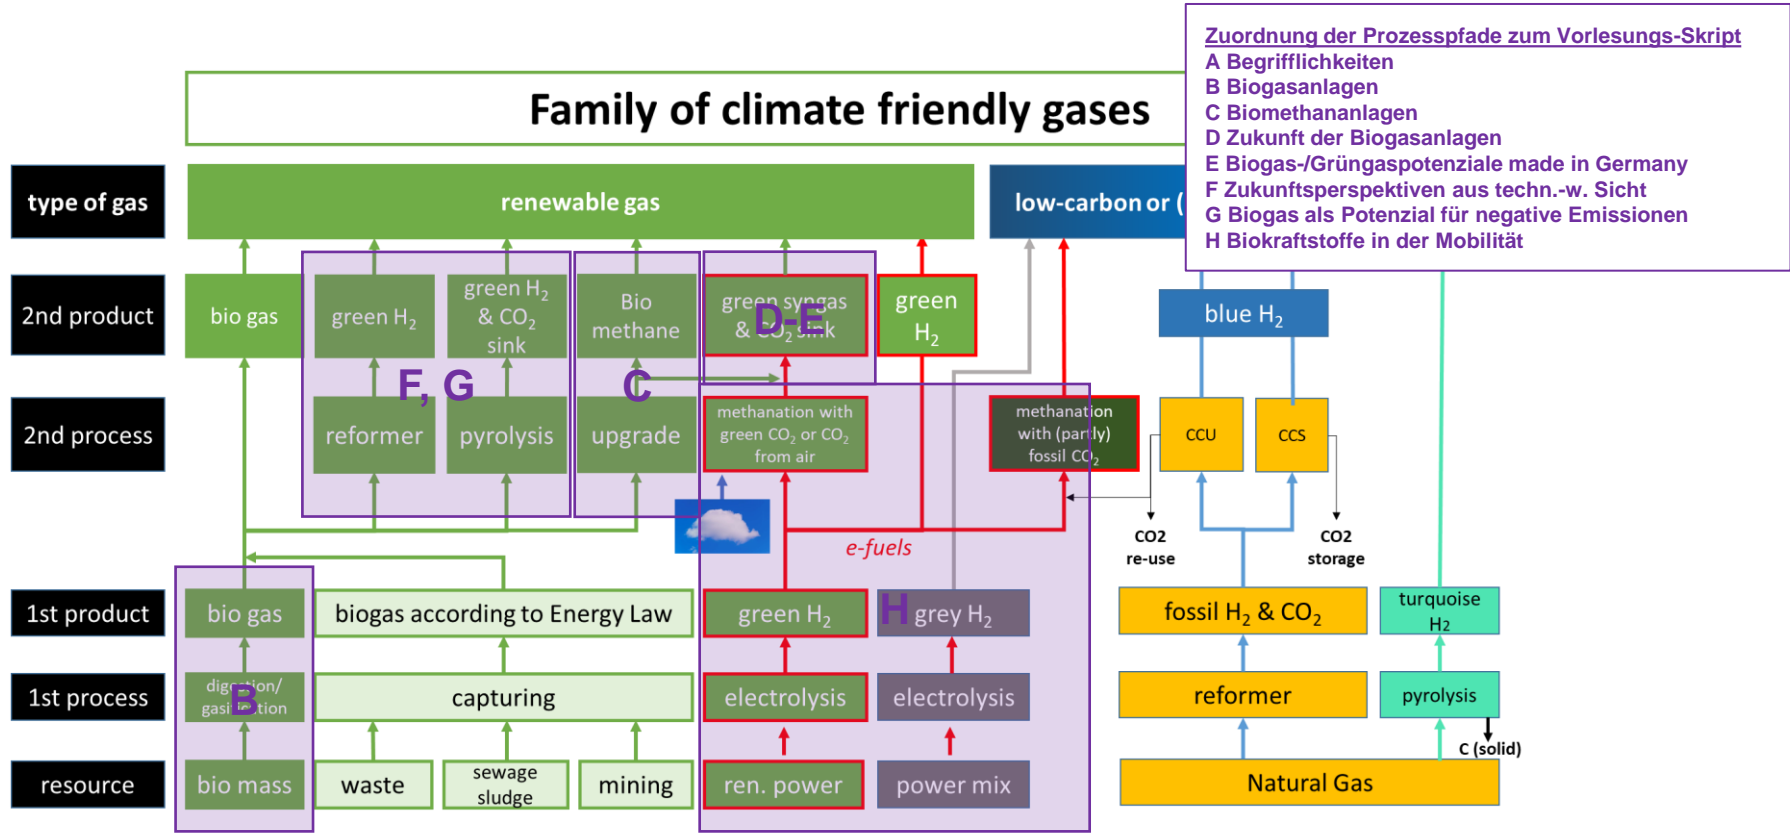 Zuordnung der Prozesspfade zum Vorlesungs-Skript
A Begrifflichkeiten
B Biogasanlagen
C Biomethananlagen
D Zukunft der Biogasanlagen
E Biogas-/Grüngaspotenziale made in Germany
F Zukunftsperspektiven aus techn.-w. Sicht
G Biogas als Potenzial für negative Emissionen
H Biokraftstoffe in der Mobilität
Family of climate friendly gases
type of gas
renewable gas
low-carbon or (
2nd product
bio gas
green H₂
green H₂
& CO₂
sink
Bio
methane
green syngas
& CO₂ sink
D-E
green
H₂
blue H₂
F, G
C
2nd process
reformer
pyrolysis
upgrade
methanation with
green CO₂ or CO₂
from air
methanation
with (partly)
fossil CO₂
CCU
CCS
e-fuels
CO2
re-use
CO2
storage
1st product
bio gas
biogas according to Energy Law
green H₂
H
grey H₂
fossil H₂ & CO₂
turquoise
H2
1st process
digestion/
gasification
B
capturing
electrolysis
electrolysis
reformer
pyrolysis
C (solid)
resource
bio mass
waste
sewage
sludge
mining
ren. power
power mix
Natural Gas